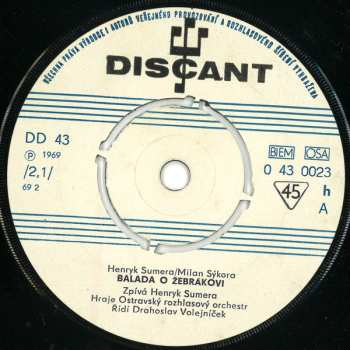 VŠECHNA PRÁVA VÝROBCE I AUTORŮ VEŘEJNÉHO PROVOZOVÁNÍ A ROZHLASOVÉHO ŠÍŘENÍ VYHRAŽENA
DISCANT
DD 43
℗ 1969
/2,1/
69 2
BIEM OSA
0 43 0023
45 h
A
Henryk Sumera/Milan Sýkora
BALADA O ŽEBRÁKOVI
Zpívá Henryk Sumera
Hraje Ostravský rozhlasový orchestr
Řídí Drahoslav Volejníček